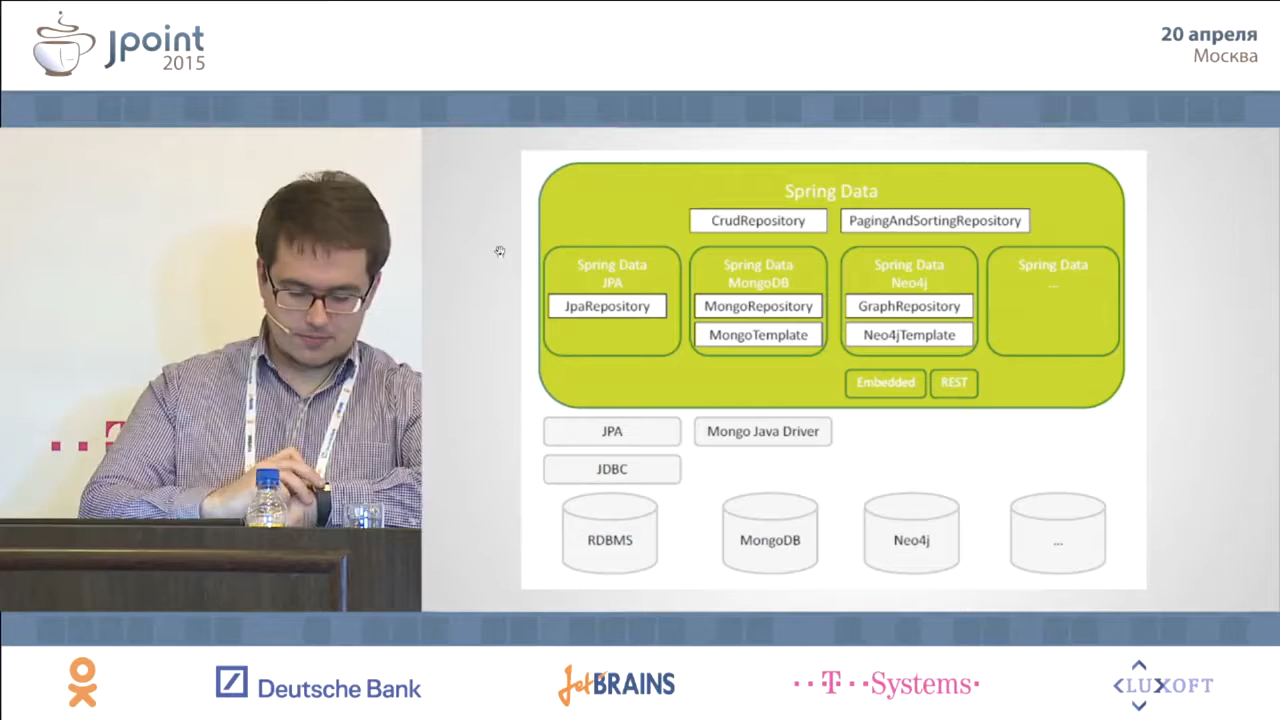 Jpoint
2015
20 апреля
Москва
Spring Data
CrudRepository
PagingAndSortingRepository
Spring Data
JPA
JpaRepository
Spring Data
MongoDB
MongoRepository
MongoTemplate
Spring Data
Neo4j
GraphRepository
Neo4jTemplate
Spring Data
...
Embedded
REST
JPA
Mongo Java Driver
JDBC
RDBMS
MongoDB
Neo4j
...
Deutsche Bank
JetBRAINS
··T··Systems·
LUXOFT